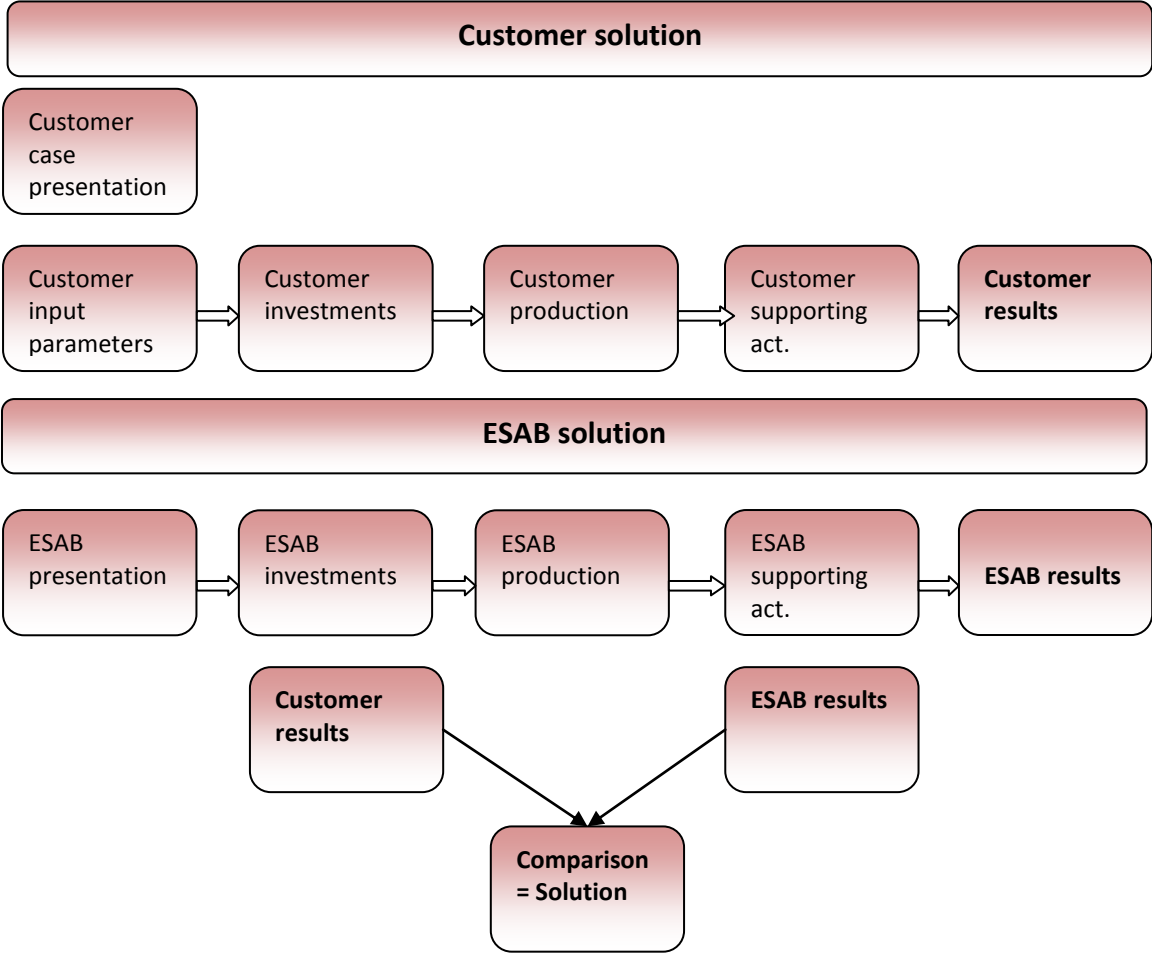 Customer solution
Customer
case
presentation
Customer
input
parameters
Customer
investments
Customer
production
Customer
supporting
act.
Customer
results
ESAB solution
ESAB
presentation
ESAB
investments
ESAB
production
ESAB
supporting
act.
ESAB results
Customer
results
ESAB results
Comparison
= Solution